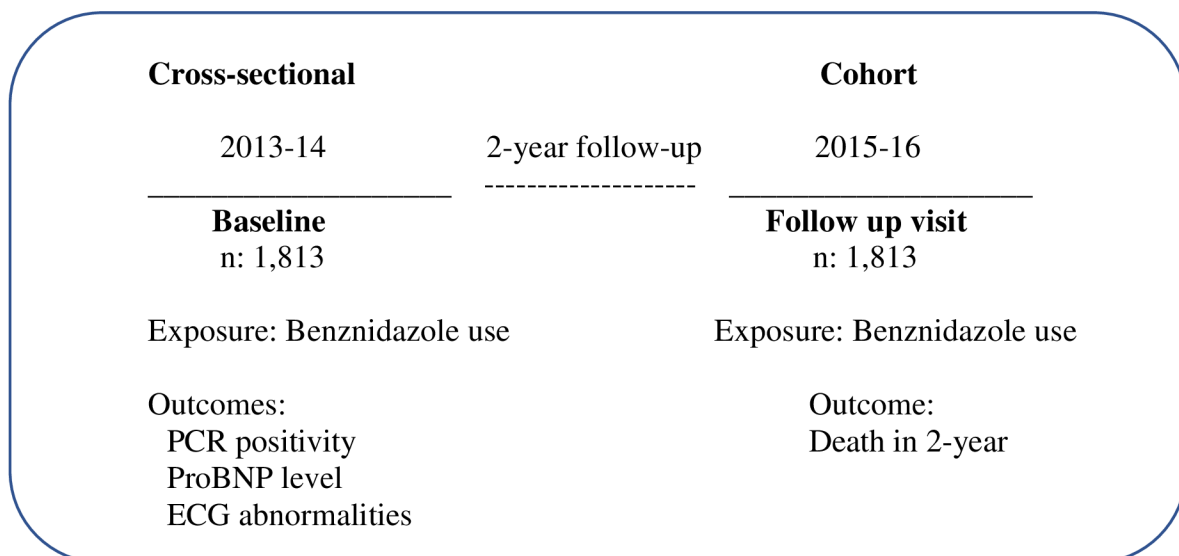 Cross-sectional Cohort
2013-14 2-year follow-up 2015-16
Baseline Follow up visit
n: 1,813 n: 1,813
Exposure: Benznidazole use Exposure: Benznidazole use
Outcomes: Outcome:
PCR positivity Death in 2-year
ProBNP level
ECG abnormalities